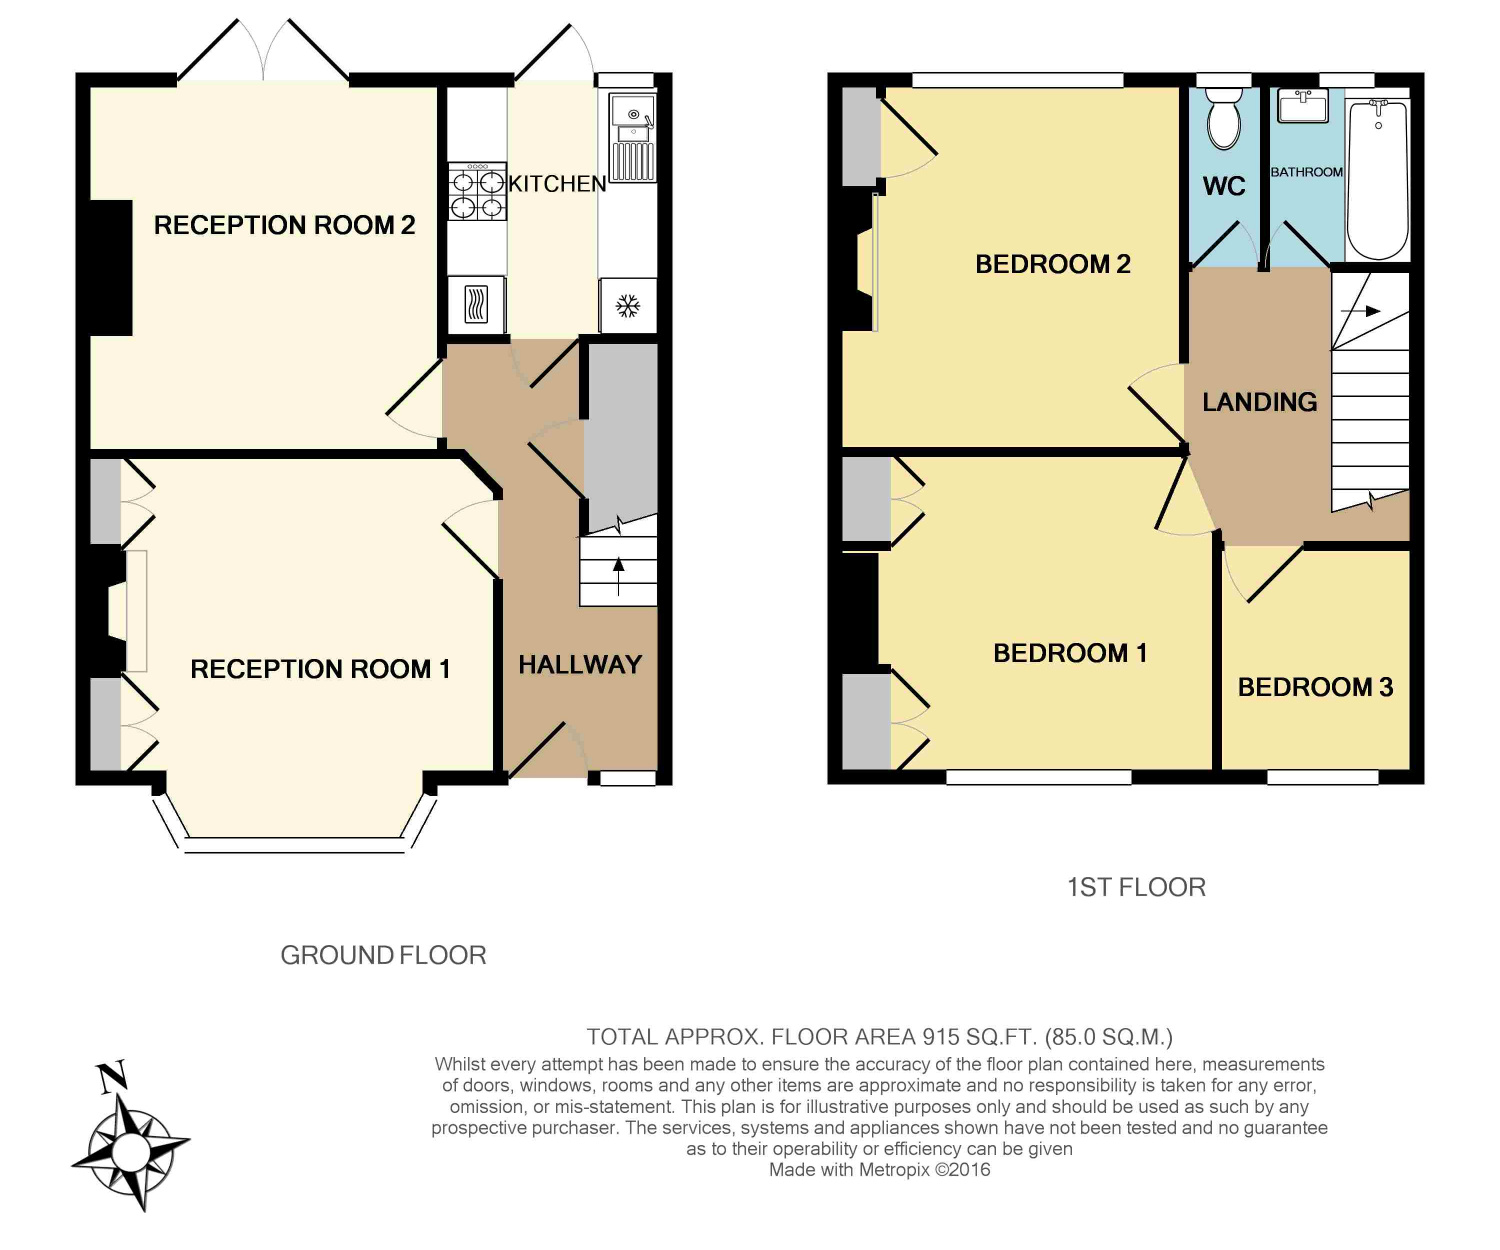 RECEPTION ROOM 2
KITCHEN
RECEPTION ROOM 1
HALLWAY
GROUND FLOOR
BEDROOM 2
WC
BATHROOM
LANDING
BEDROOM 1
BEDROOM 3
1ST FLOOR
N
TOTAL APPROX. FLOOR AREA 915 SQ.FT. (85.0 SQ.M.)
Whilst every attempt has been made to ensure the accuracy of the floor plan contained here, measurements
of doors, windows, rooms and any other items are approximate and no responsibility is taken for any error,
omission, or mis-statement. This plan is for illustrative purposes only and should be used as such by any
prospective purchaser. The services, systems and appliances shown have not been tested and no guarantee
as to their operability or efficiency can be given
Made with Metropix ©2016